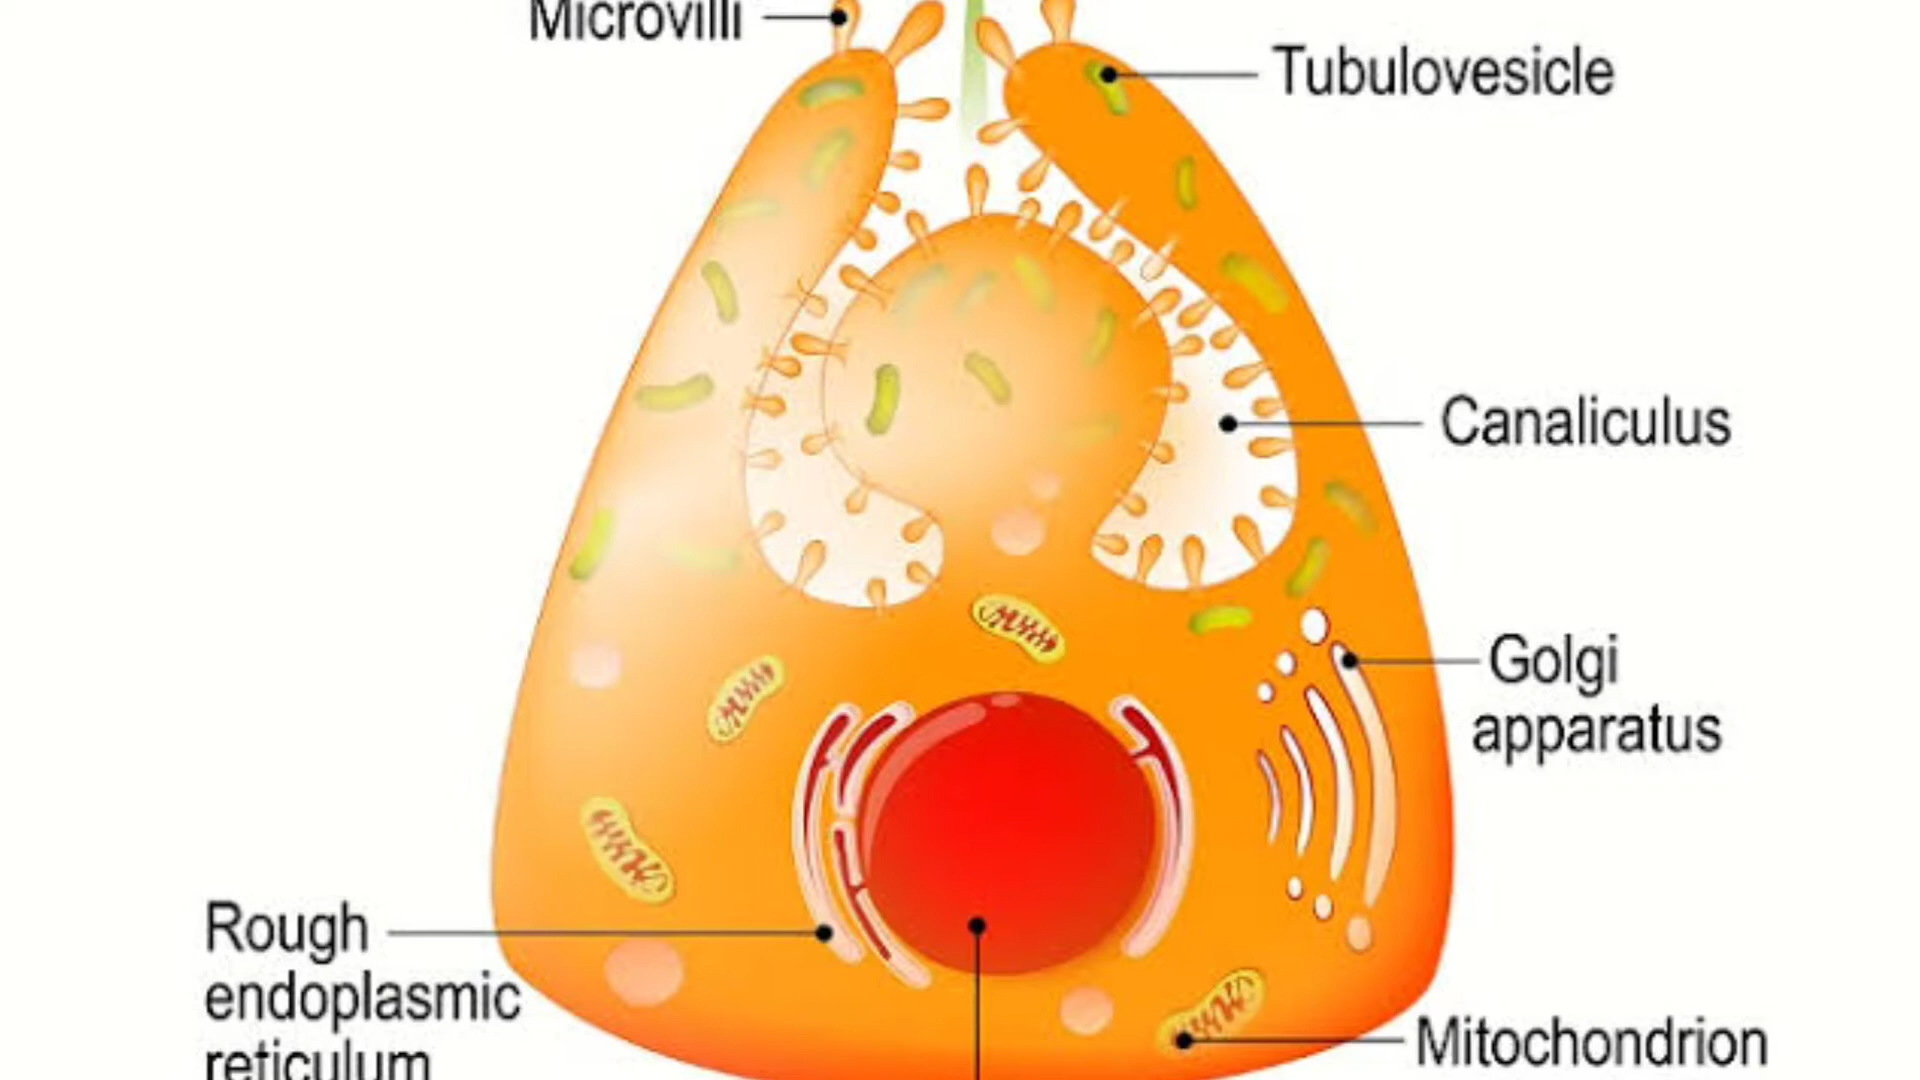 Microvilli
Tubulovesicle
Canaliculus
Golgi
apparatus
Rough
endoplasmic
reticulum
Mitochondrion